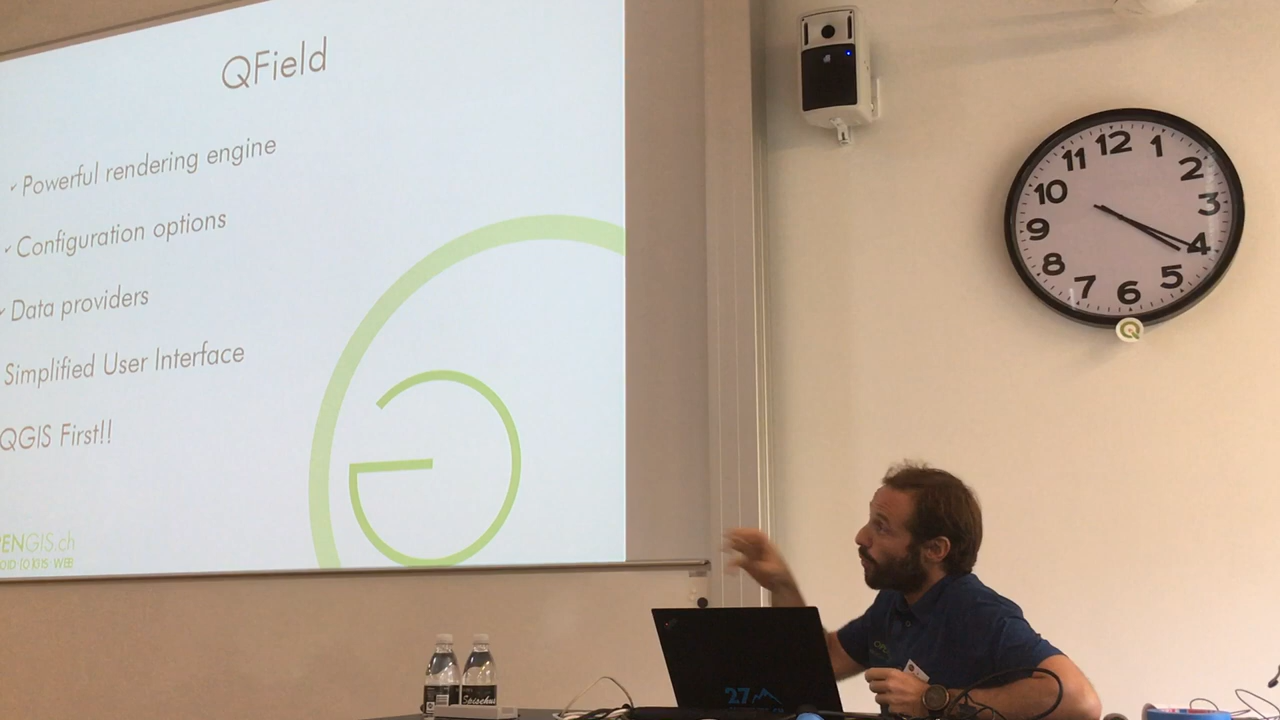 QField
Powerful rendering engine
Configuration options
Data providers
Simplified User Interface
QGIS First!!
PENGIS.ch
12
1
2
3
4
5
6
7
8
9
10
11
Q
27